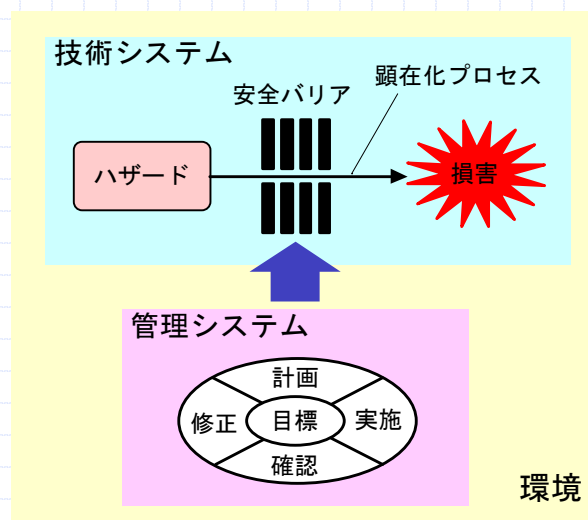 技術システム
顕在化プロセス
安全バリア
ハザード
損害
管理システム
計画
修正
目標
実施
確認
環境